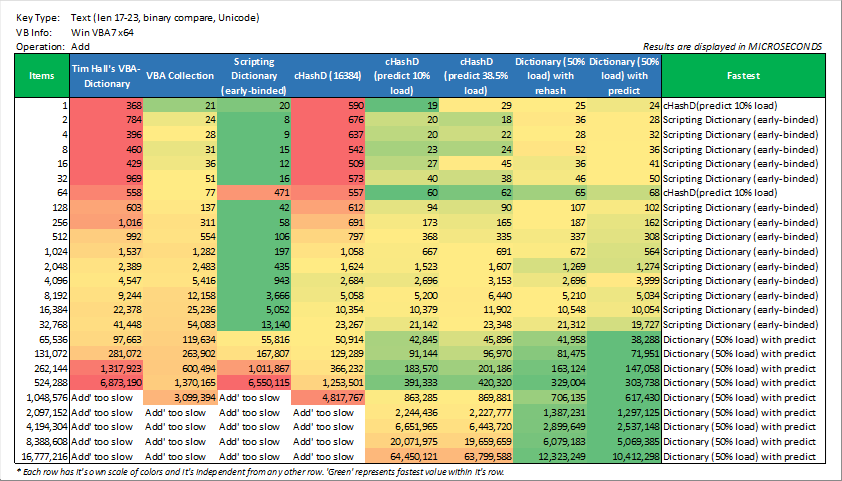 Key Type: Text (len 17-23, binary compare, Unicode)
VB Info: Win VBA7 x64
Operation: Add Results are displayed in MICROSECONDS
Items Tim Hall's VBA-Dictionary VBA Collection Scripting Dictionary (early-binded) cHashD (16384) cHashD (predict 10% load) cHashD (predict 38.5% load) Dictionary (50% load) with rehash Dictionary (50% load) with predict Fastest
1 368 21 20 590 19 29 25 24 cHashD(predict 10% load)
2 784 24 8 676 20 18 36 28 Scripting Dictionary (early-binded)
4 396 28 9 637 20 22 28 32 Scripting Dictionary (early-binded)
8 460 31 15 542 23 24 52 36 Scripting Dictionary (early-binded)
16 429 36 12 509 27 45 36 41 Scripting Dictionary (early-binded)
32 969 51 16 573 40 38 46 50 Scripting Dictionary (early-binded)
64 558 77 471 557 60 62 65 68 cHashD(predict 10% load)
128 603 137 42 612 94 90 107 102 Scripting Dictionary (early-binded)
256 1,016 311 58 691 173 165 187 162 Scripting Dictionary (early-binded)
512 992 554 106 797 368 335 337 308 Scripting Dictionary (early-binded)
1,024 1,537 1,282 197 1,058 667 691 672 564 Scripting Dictionary (early-binded)
2,048 2,389 2,483 435 1,624 1,523 1,607 1,269 1,274 Scripting Dictionary (early-binded)
4,096 4,547 5,416 943 2,684 2,696 3,153 2,696 3,999 Scripting Dictionary (early-binded)
8,192 9,244 12,158 3,666 5,058 5,200 6,440 5,210 5,034 Scripting Dictionary (early-binded)
16,384 22,378 25,236 5,052 10,354 10,379 11,902 10,548 10,054 Scripting Dictionary (early-binded)
32,768 41,448 54,083 13,140 23,267 21,142 23,348 21,312 19,727 Scripting Dictionary (early-binded)
65,536 97,663 119,634 55,816 50,914 42,845 45,896 41,958 38,288 Dictionary (50% load) with predict
131,072 281,072 263,902 167,807 129,289 91,144 96,970 81,475 71,951 Dictionary (50% load) with predict
262,144 1,317,923 600,494 1,011,867 366,232 183,570 201,186 163,124 147,058 Dictionary (50% load) with predict
524,288 6,873,190 1,370,165 6,550,115 1,253,501 391,333 420,320 329,004 303,738 Dictionary (50% load) with predict
1,048,576 Add' too slow 3,099,394 Add' too slow 4,817,767 863,285 869,881 706,135 617,430 Dictionary (50% load) with predict
2,097,152 Add' too slow Add' too slow Add' too slow Add' too slow 2,244,436 2,227,777 1,387,231 1,297,125 Dictionary (50% load) with predict
4,194,304 Add' too slow Add' too slow Add' too slow Add' too slow 6,651,965 6,443,720 2,899,649 2,537,148 Dictionary (50% load) with predict
8,388,608 Add' too slow Add' too slow Add' too slow Add' too slow 20,071,975 19,659,659 6,079,183 5,069,385 Dictionary (50% load) with predict
16,777,216 Add' too slow Add' too slow Add' too slow Add' too slow 64,450,121 63,799,588 12,323,249 10,412,298 Dictionary (50% load) with predict
* Each row has it's own scale of colors and it's independent from any other row. 'Green' represents fastest value within it's row.